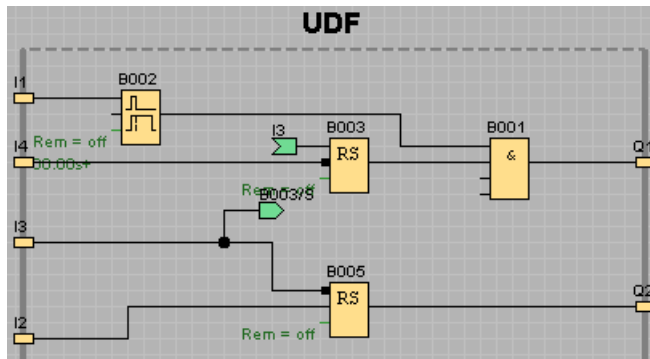 UDF
I1
B002
Rem = off
00.00s+
I4
I3
B003
RS
Rem = off
B003/S
B001
&
Q1
I3
B005
RS
Rem = off
Q2
I2